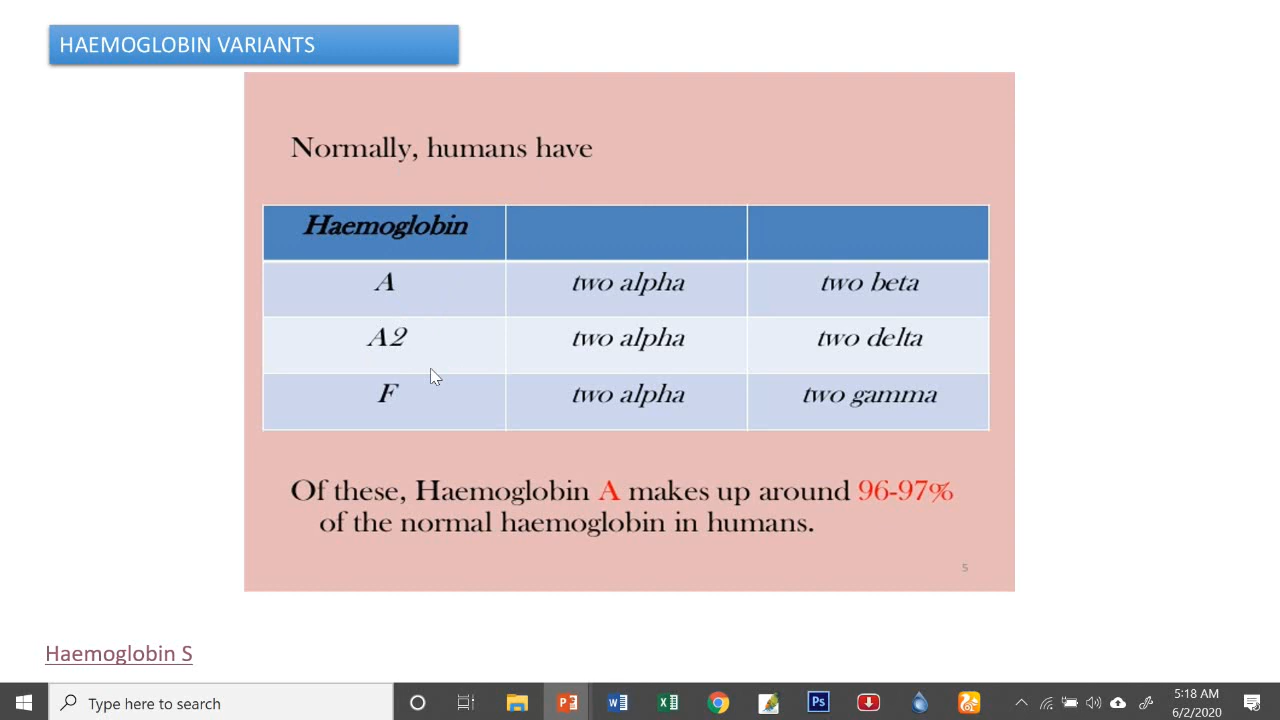 HAEMOGLOBIN VARIANTS
Normally, humans have
Haemoglobin
A two alpha two beta
A2 two alpha two delta
F two alpha two gamma
Of these, Haemoglobin A makes up around 96-97%
of the normal haemoglobin in humans.
5
Haemoglobin S
Type here to search
5:18 AM
6/2/2020